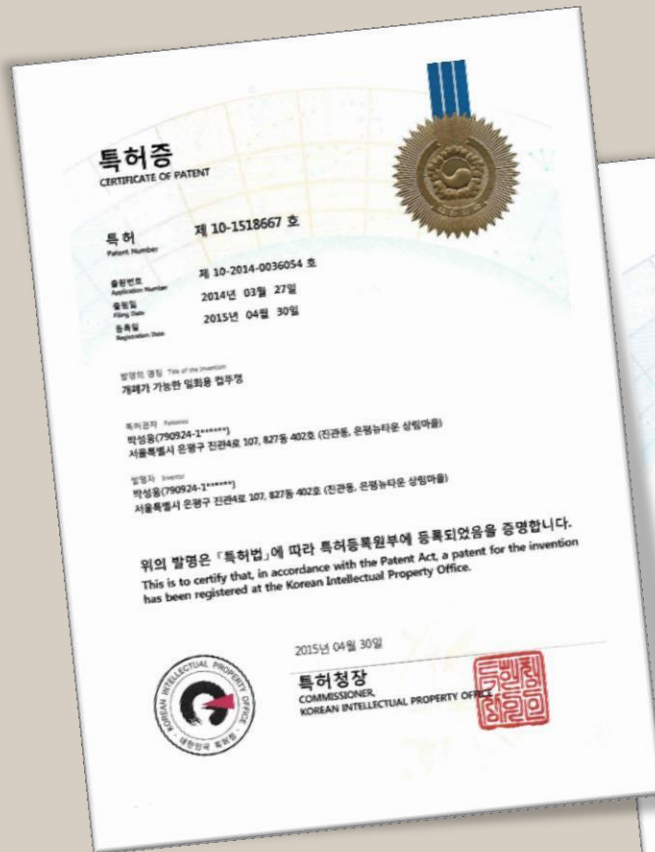 특허증
CERTIFICATE OF PATENT
특허 제 10-1518667 호
Patent Number
출원번호 제 10-2014-0036054 호
Application Number
출원일 2014년 03월 27일
Filing Date
등록일 2015년 04월 30일
Registration Date
발명의 명칭 Title of the Invention
개폐가 가능한 일회용 컵뚜껑
특허권자 Patentee
박성웅(790924-1******)
서울특별시 은평구 진관4로 107, 827동 402호 (진관동, 은평뉴타운 상림마을)
발명자 Inventor
박성웅(790924-1******)
서울특별시 은평구 진관4로 107, 827동 402호 (진관동, 은평뉴타운 상림마을)
위의 발명은 「특허법」에 따라 특허등록원부에 등록되었음을 증명합니다.
This is to certify that, in accordance with the Patent Act, a patent for the invention
has been registered at the Korean Intellectual Property Office.
2015년 04월 30일
특허청장
COMMISSIONER,
KOREAN INTELLECTUAL PROPERTY OFFICE
KOREAN INTELLECTUAL PROPERTY OFFICE
대한민국 특허청